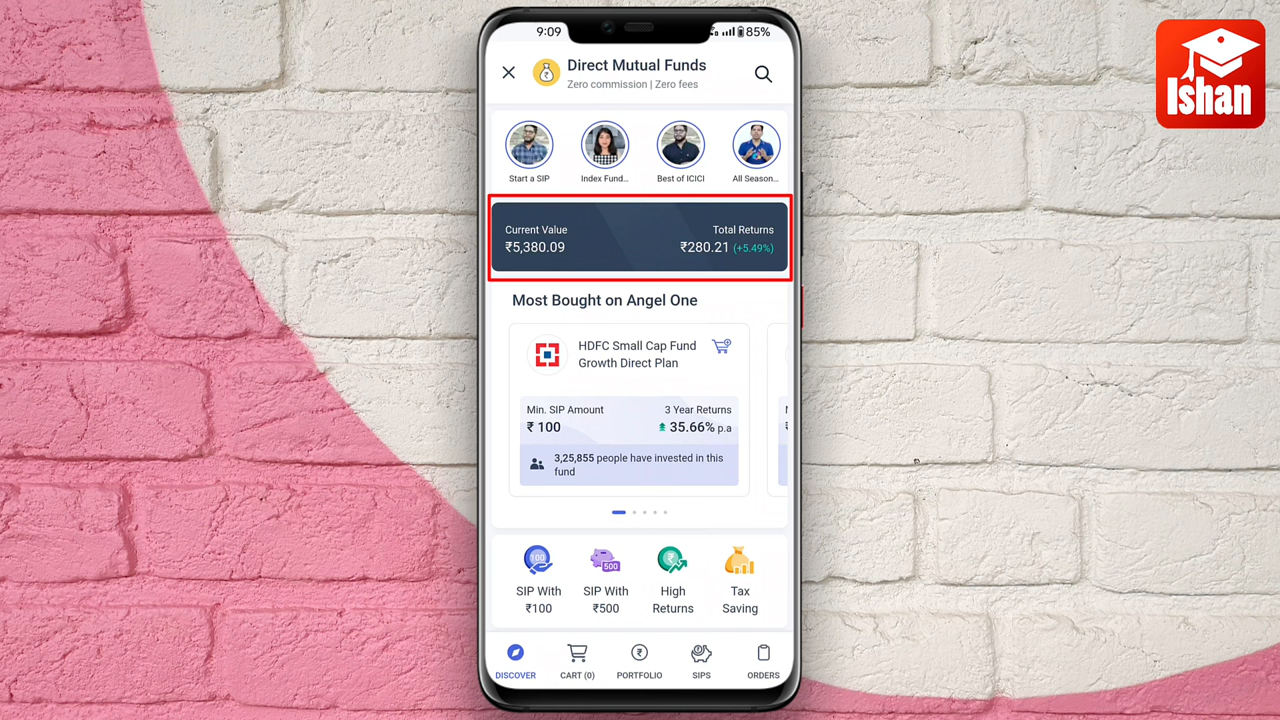 9:09
85%
Direct Mutual Funds
Zero commission | Zero fees
Ishan
Start a SIP
Index Fund...
Best of ICICI
All Season...
Current Value
Total Returns
₹5,380.09
₹280.21 (+5.49%)
Most Bought on Angel One
HDFC Small Cap Fund
Growth Direct Plan
Min. SIP Amount
3 Year Returns
₹ 100
35.66% p.a
3,25,855 people have invested in this
fund
100
500
SIP With
₹100
SIP With
₹500
High
Returns
Tax
Saving
DISCOVER
CART (0)
PORTFOLIO
SIPS
ORDERS